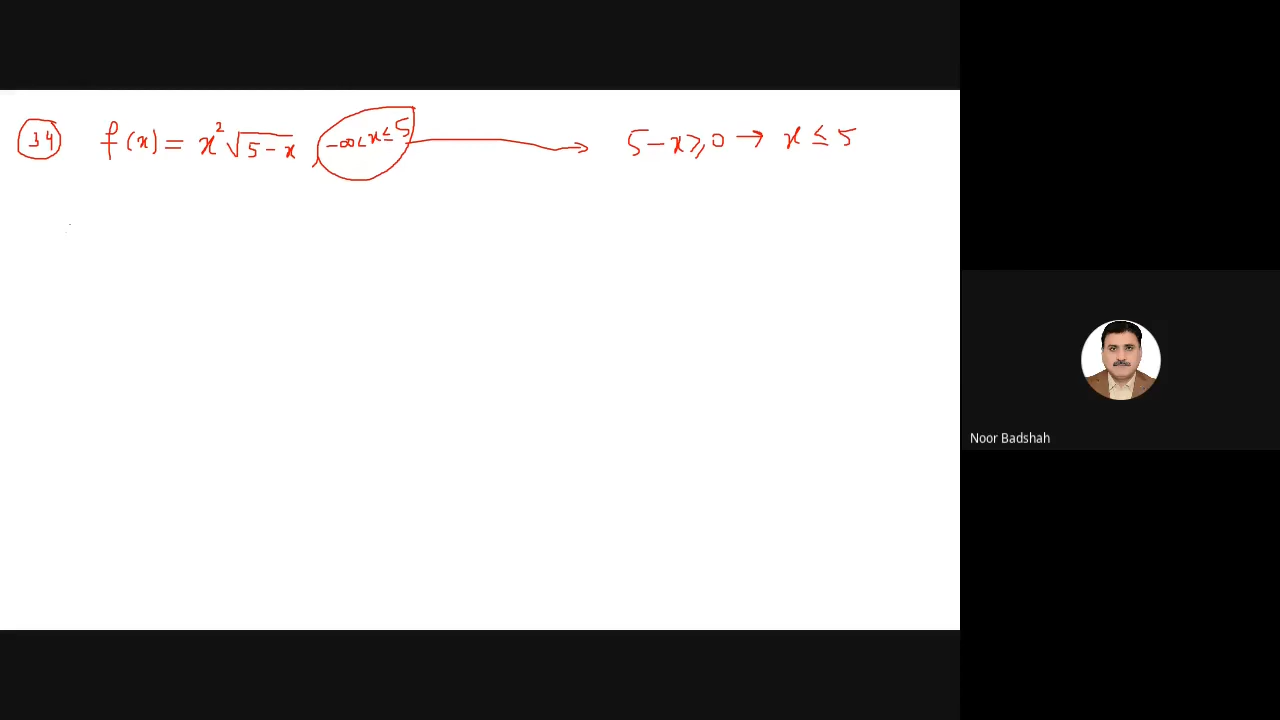 34 f(x) = x²√(5-x) , -∞ < x ≤ 5 → 5-x ≥ 0 → x ≤ 5
Noor Badshah